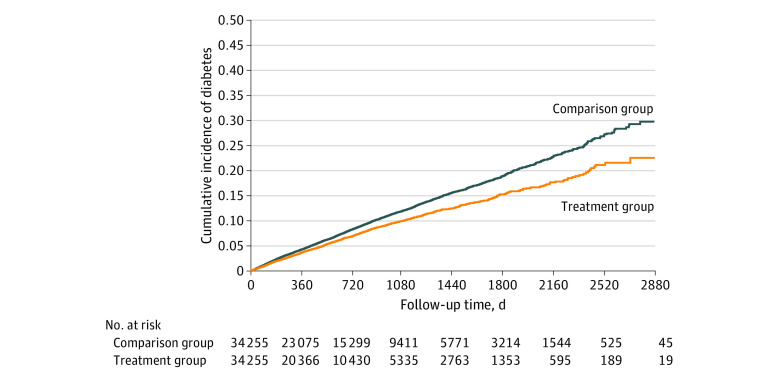 0.50
0.45
0.40
0.35
0.30
0.25
0.20
0.15
0.10
0.05
0
Cumulative incidence of diabetes
Comparison group
Treatment group
0 360 720 1080 1440 1800 2160 2520 2880
Follow-up time, d
No. at risk
Comparison group 34 255 23 075 15 299 9411 5771 3214 1544 525 45
Treatment group 34 255 20 366 10 430 5335 2763 1353 595 189 19